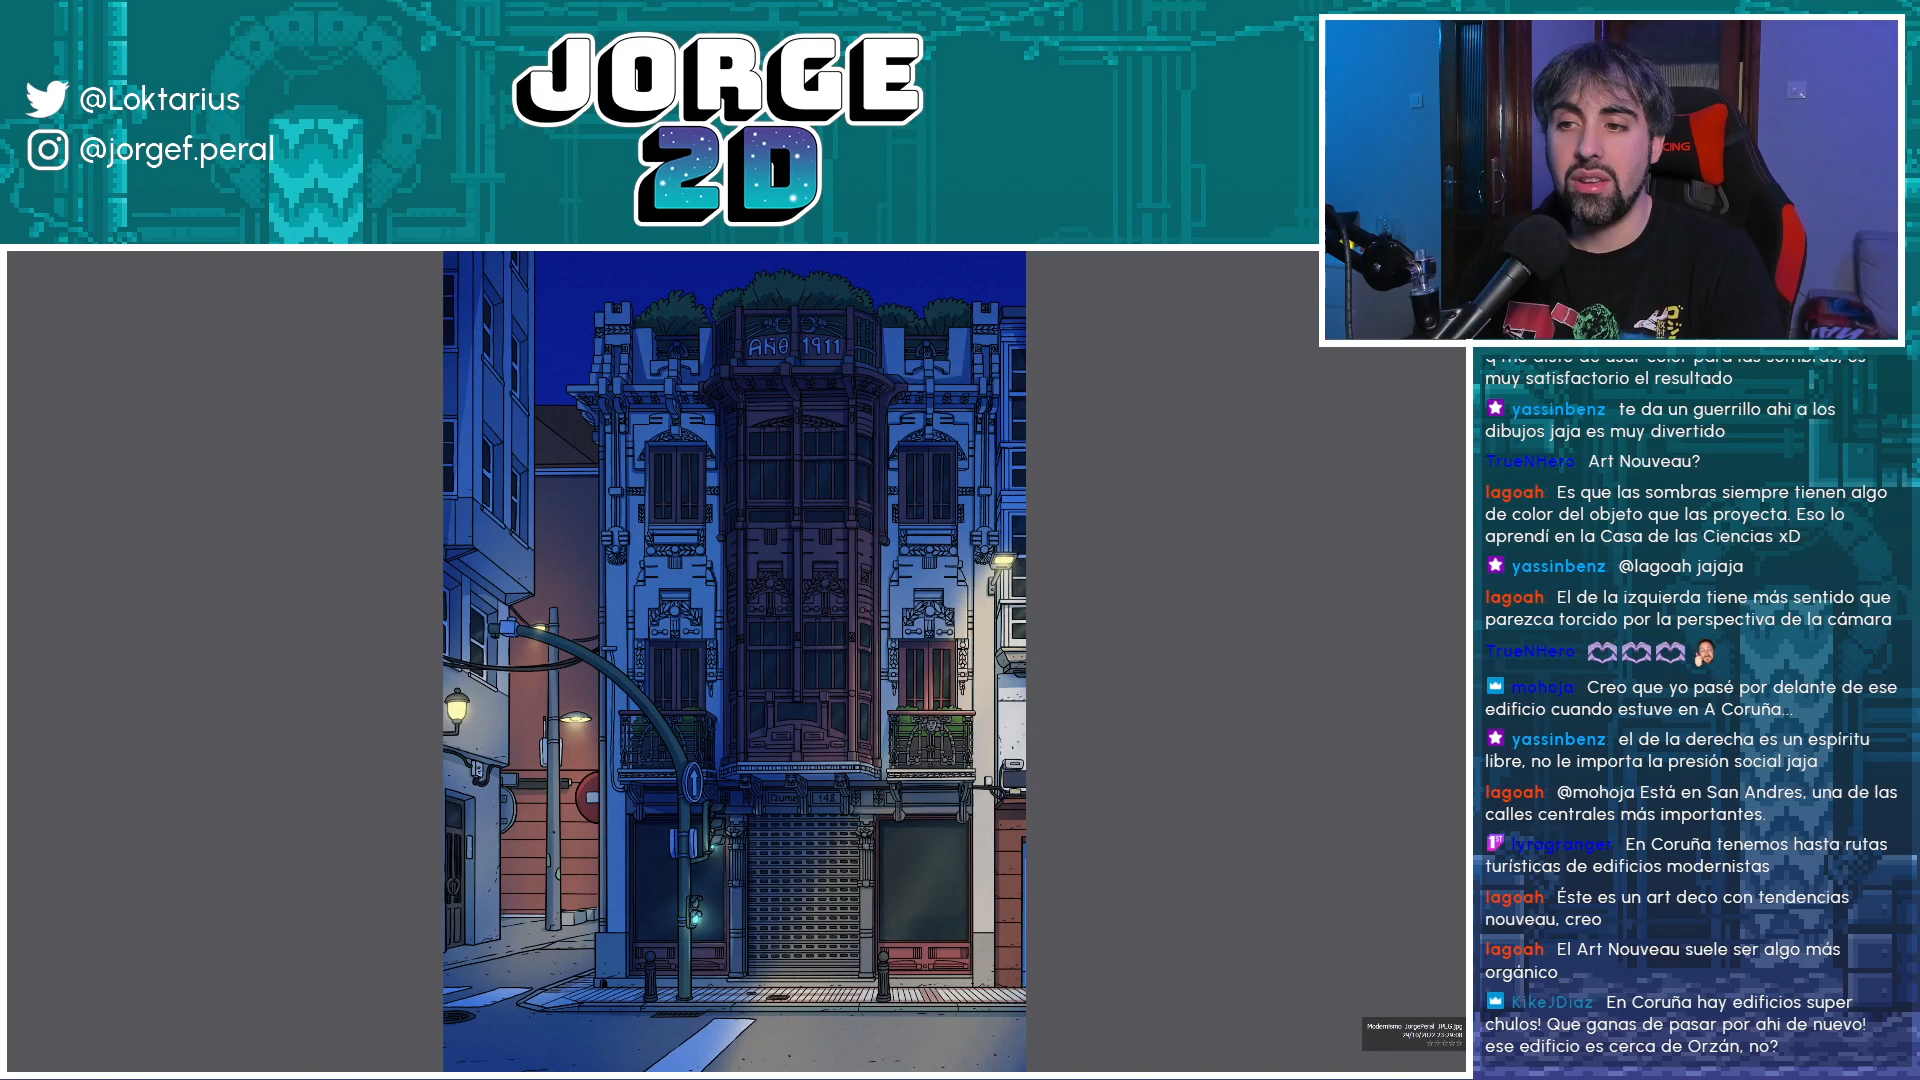 @Loktarius
@jorgef.peral
JORGE
2D
CING
AÑO 1911
148
muy satisfactorio el resultado
yassinbenz: te da un guerrillo ahi a los
dibujos jaja es muy divertido
TrueNHero: Art Nouveau?
lagoah: Es que las sombras siempre tienen algo
de color del objeto que las proyecta. Eso lo
aprendí en la Casa de las Ciencias xD
yassinbenz: @lagoah jajaja
lagoah: El de la izquierda tiene más sentido que
parezca torcido por la perspectiva de la cámara
TrueNHero:
mohoja: Creo que yo pasé por delante de ese
edificio cuando estuve en A Coruña...
yassinbenz: el de la derecha es un espíritu
libre, no le importa la presión social jaja
lagoah: @mohoja Está en San Andres, una de las
calles centrales más importantes.
1ST lyragranger: En Coruña tenemos hasta rutas
turísticas de edificios modernistas
lagoah: Éste es un art deco con tendencias
nouveau, creo
lagoah: El Art Nouveau suele ser algo más
orgánico
KikeJDiaz: En Coruña hay edificios super
chulos! Que ganas de pasar por ahi de nuevo!
ese edificio es cerca de Orzán, no?